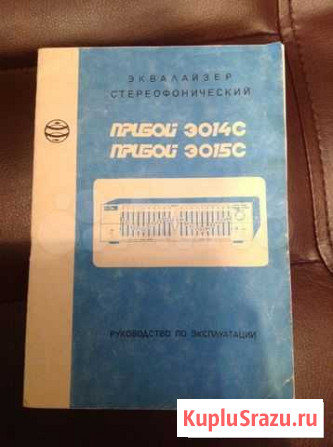 ЭКВАЛАЙЗЕР
СТЕРЕОФОНИЧЕСКИЙ
ПРИБОЙ Э014С
ПРИБОЙ Э015С
РУКОВОДСТВО ПО ЭКСПЛУАТАЦИИ
KupluSrazu.ru